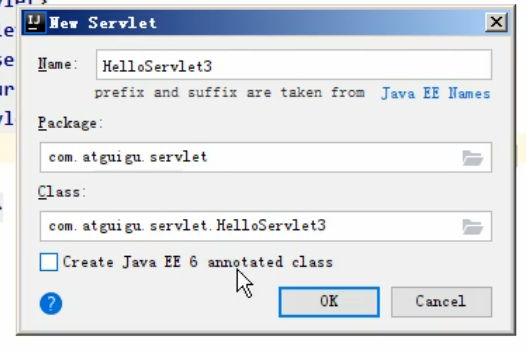 New Servlet
Name: HelloServlet3
prefix and suffix are taken from Java EE Names
Package:
com.atguigu.servlet
Class:
com.atguigu.servlet.HelloServlet3
Create Java EE 6 annotated class
? OK Cancel